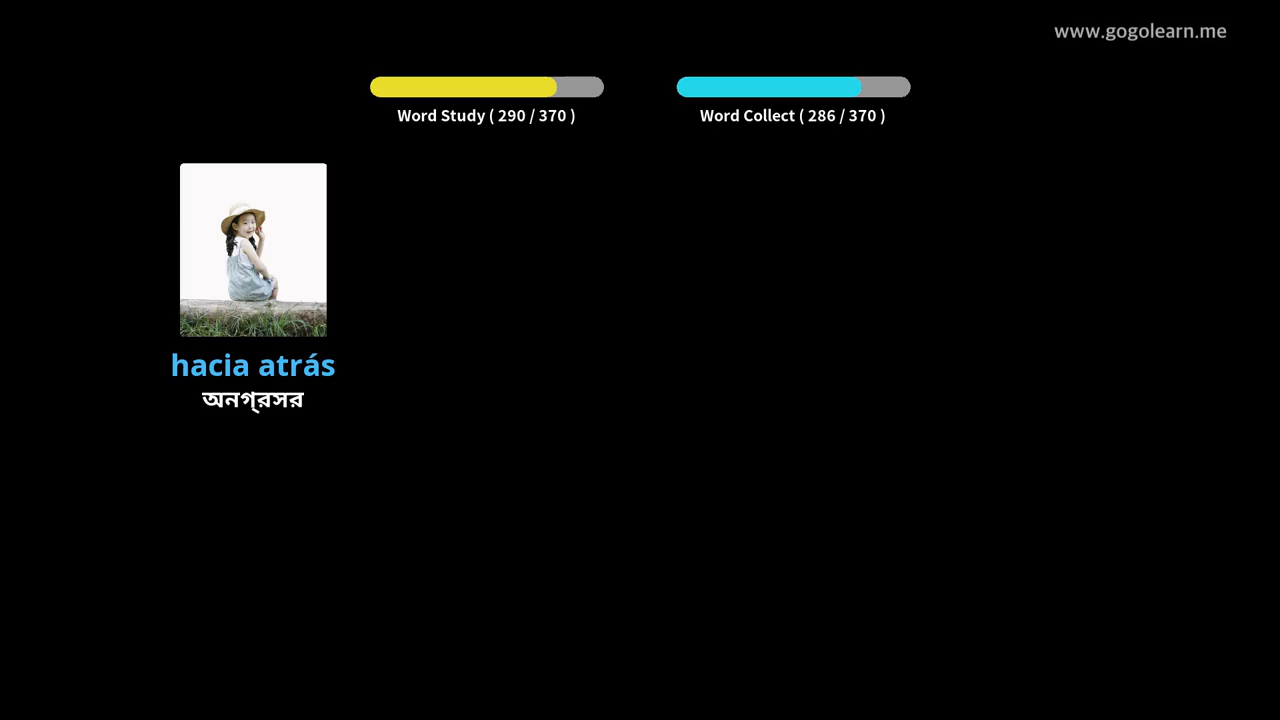 www.gogolearn.me
Word Study ( 290 / 370 )
Word Collect ( 286 / 370 )
hacia atrás
অনগ্রসর